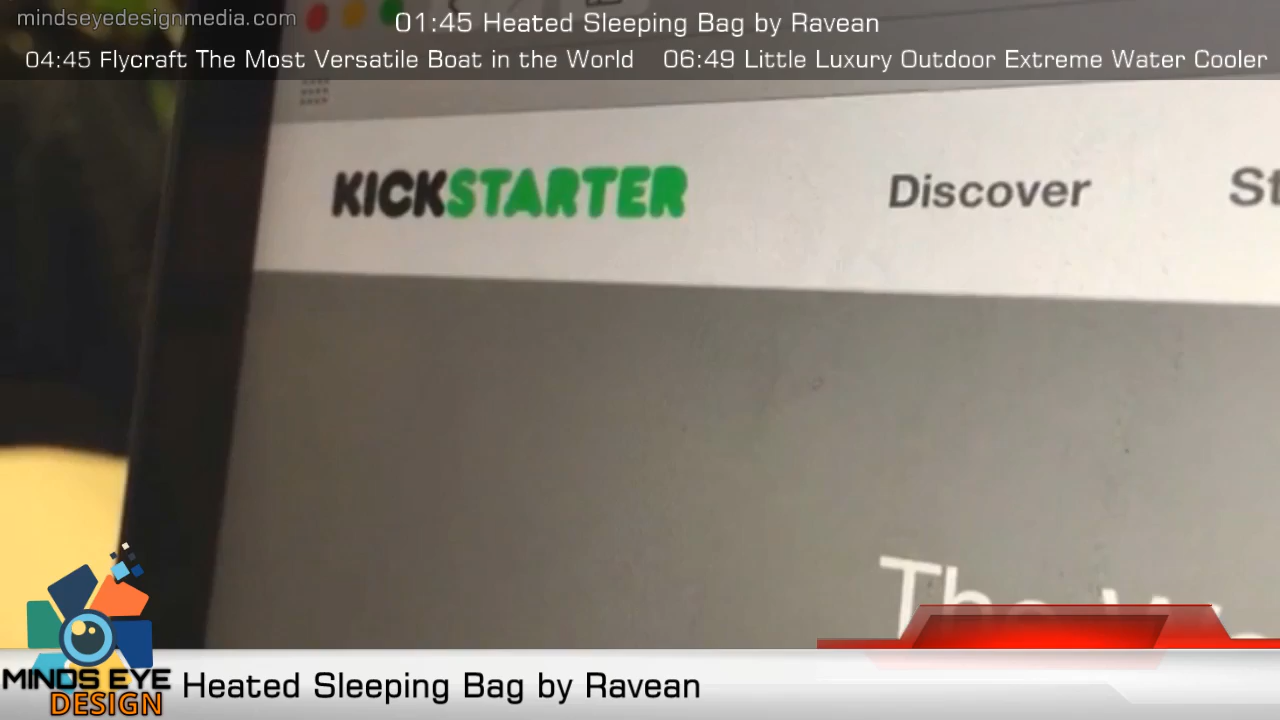 mindseyedesignmedia.com
01:45 Heated Sleeping Bag by Ravean
04:45 Flycraft The Most Versatile Boat in the World 06:49 Little Luxury Outdoor Extreme Water Cooler
KICKSTARTER Discover
The
MINDS EYE
DESIGN
Heated Sleeping Bag by Ravean